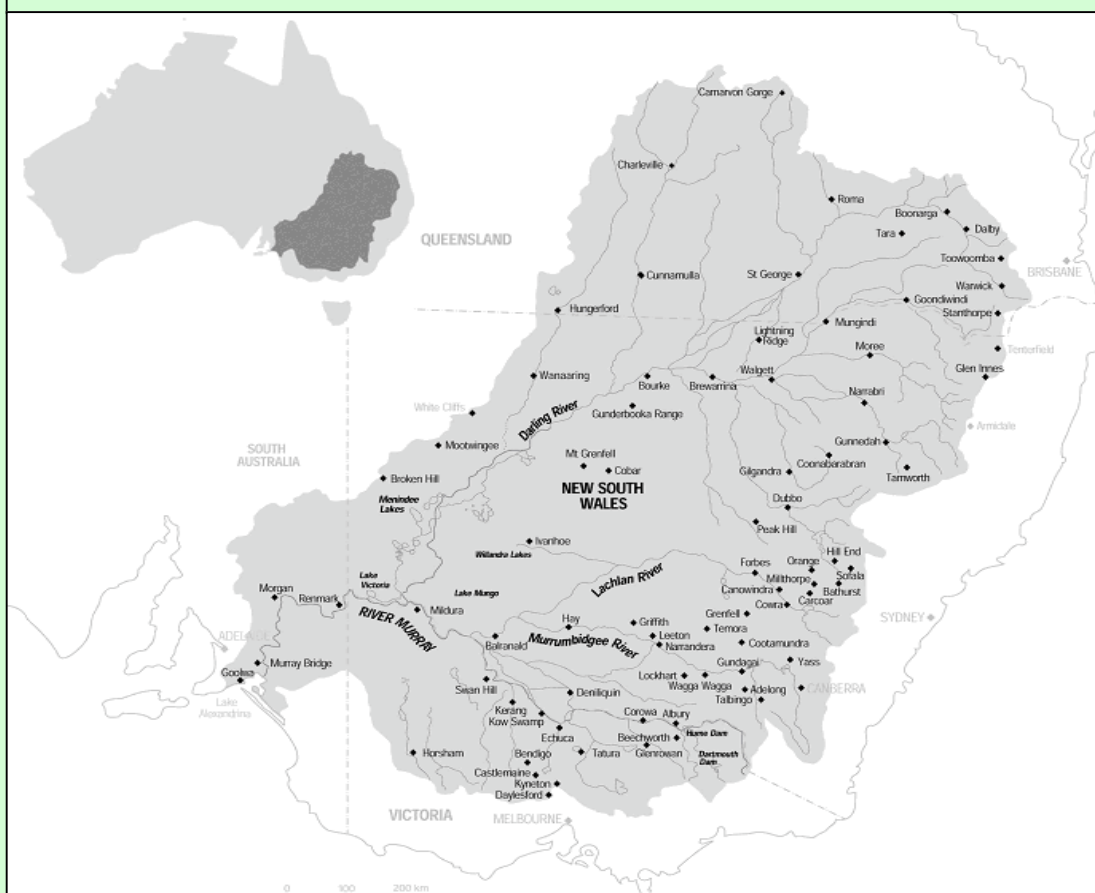 Carnarvon Gorge
Charleville
Roma
Boonarga
Dalby
Tara
QUEENSLAND
Toowoomba
BRISBANE
Cunnamulla
St George
Warwick
Goondiwindi
Stanthorpe
Hungerford
Mungindi
Lightning
Ridge
Moree
Tenterfield
Glen Innes
Wanaaring
Bourke
Brewarrina
Walgett
Narrabri
White Cliffs
Darling River
Gunderbooka Range
Armidale
Mootwingee
Gunnedah
SOUTH
AUSTRALIA
Mt Grenfell
Cobar
Coonabarabran
Gilgandra
Tamworth
Broken Hill
NEW SOUTH
WALES
Menindee
Lakes
Dubbo
Peak Hill
Ivanhoe
Willandra Lakes
Hill End
Orange
Forbes
Sofala
Millthorpe
Lake
Victoria
Lachlan River
Canowindra
Bathurst
Carcoar
Morgan
Renmark
Lake Mungo
Cowra
Mildura
RIVER MURRAY
Grenfell
SYDNEY
Hay
Griffith
Temora
ADELAIDE
Balranald
Murrumbidgee River
Leeton
Narrandera
Cootamundra
Murray Bridge
Goolwa
Gundagai
Yass
Lockhart
Wagga Wagga
Adelong
CANBERRA
Swan Hill
Deniliquin
Talbingo
Lake
Alexandrina
Kerang
Kow Swamp
Corowa
Albury
Hume Dam
Echuca
Beechworth
Horsham
Bendigo
Tatura
Glenrowan
Dartmouth
Dam
Castlemaine
Kyneton
Daylesford
VICTORIA
MELBOURNE
0 100 200 km